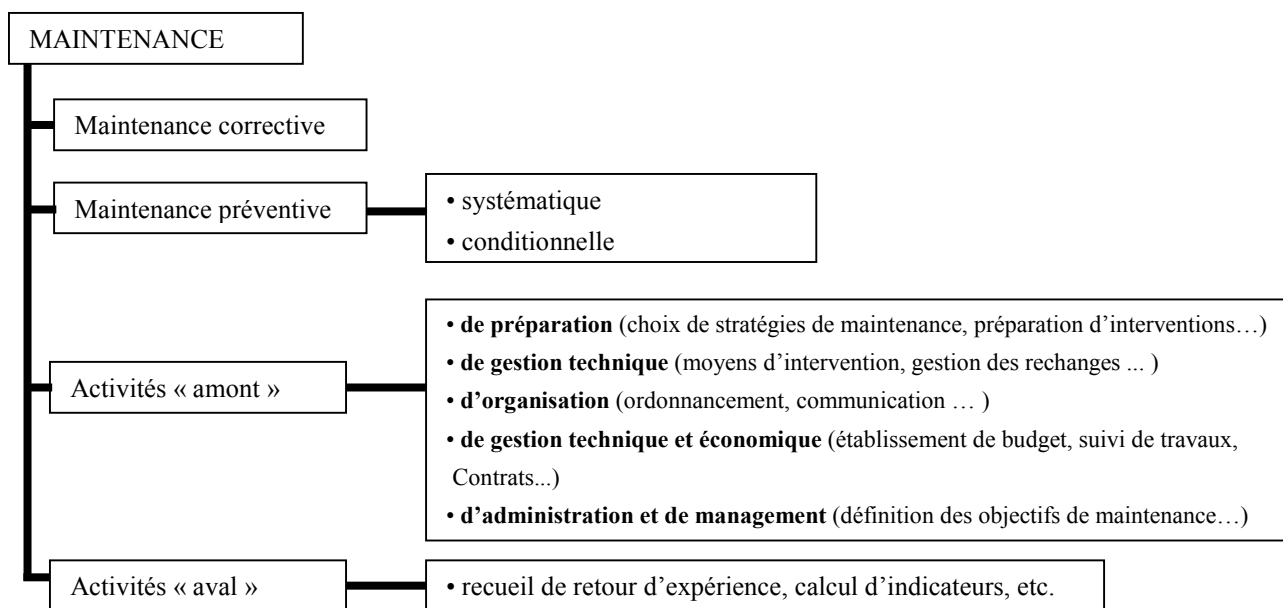 MAINTENANCE
Maintenance corrective
Maintenance préventive
• systématique
• conditionnelle
Activités « amont »
• de préparation (choix de stratégies de maintenance, préparation d’interventions…)
• de gestion technique (moyens d’intervention, gestion des rechanges ... )
• d’organisation (ordonnancement, communication … )
• de gestion technique et économique (établissement de budget, suivi de travaux,
Contrats...)
• d’administration et de management (définition des objectifs de maintenance…)
Activités « aval »
• recueil de retour d’expérience, calcul d’indicateurs, etc.